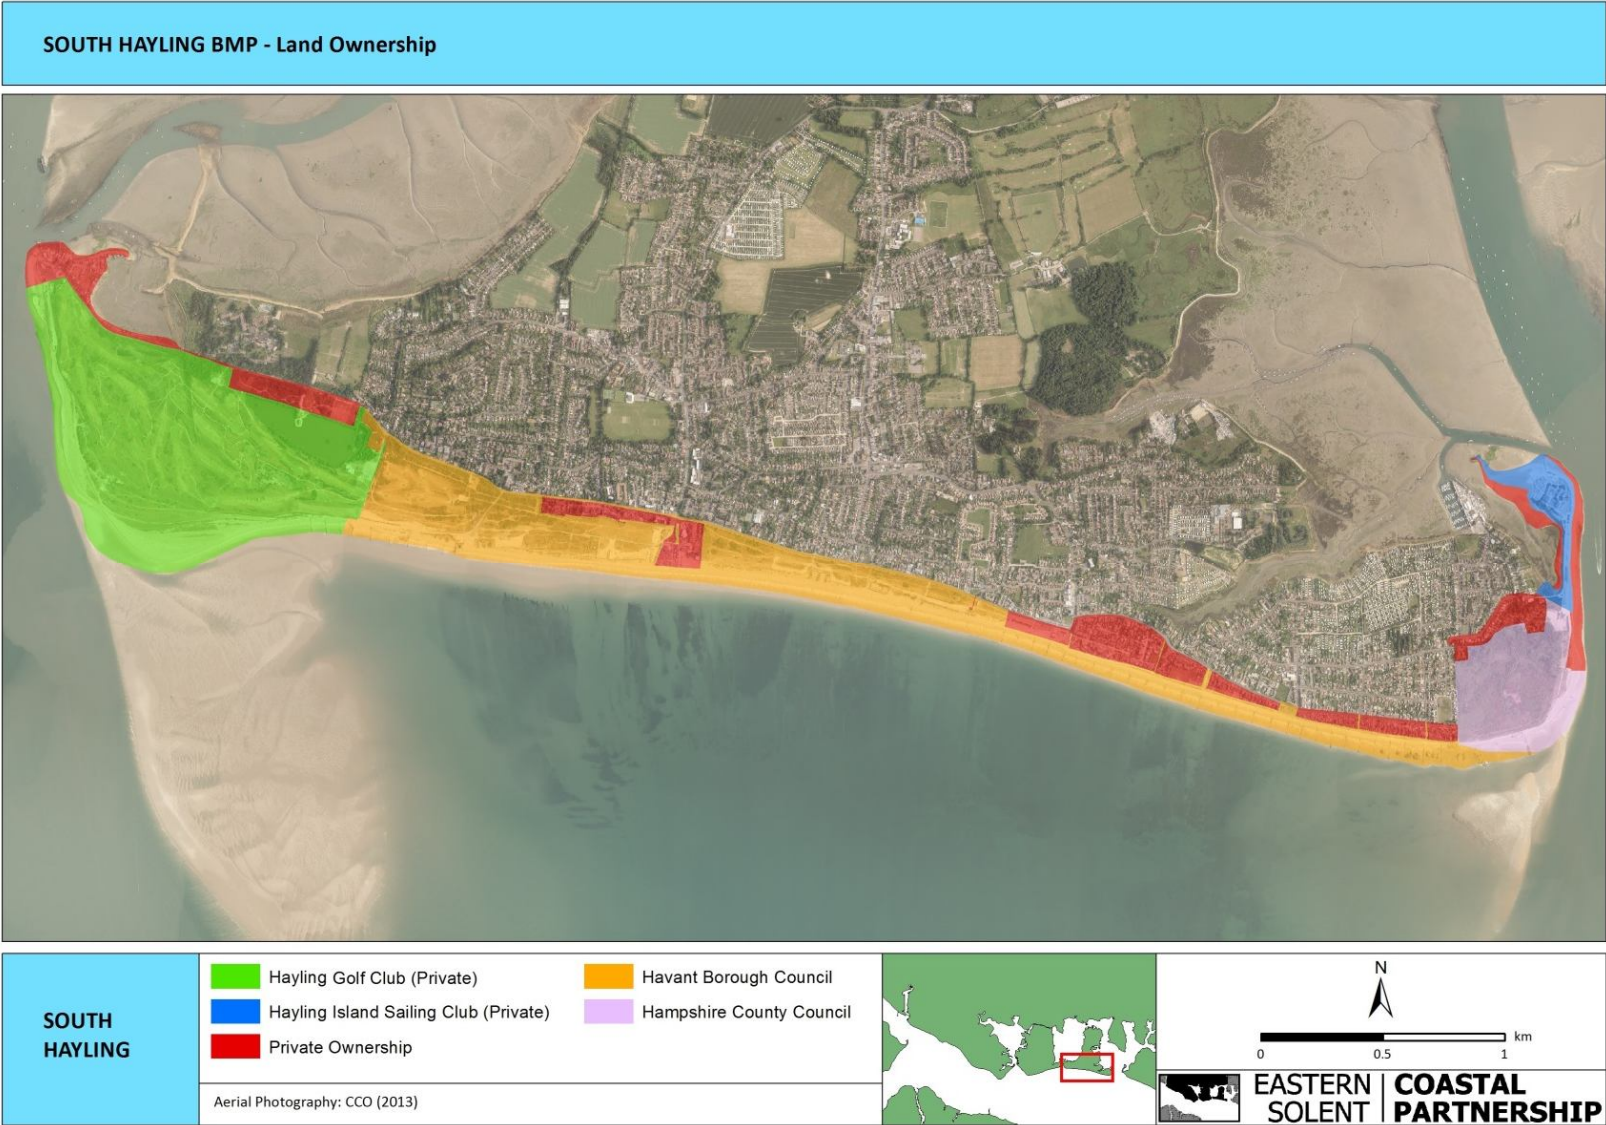 SOUTH HAYLING BMP - Land Ownership
SOUTH
HAYLING
Hayling Golf Club (Private)
Hayling Island Sailing Club (Private)
Private Ownership
Havant Borough Council
Hampshire County Council
Aerial Photography: CCO (2013)
N
km
0 0.5 1
EASTERN
SOLENT
COASTAL
PARTNERSHIP